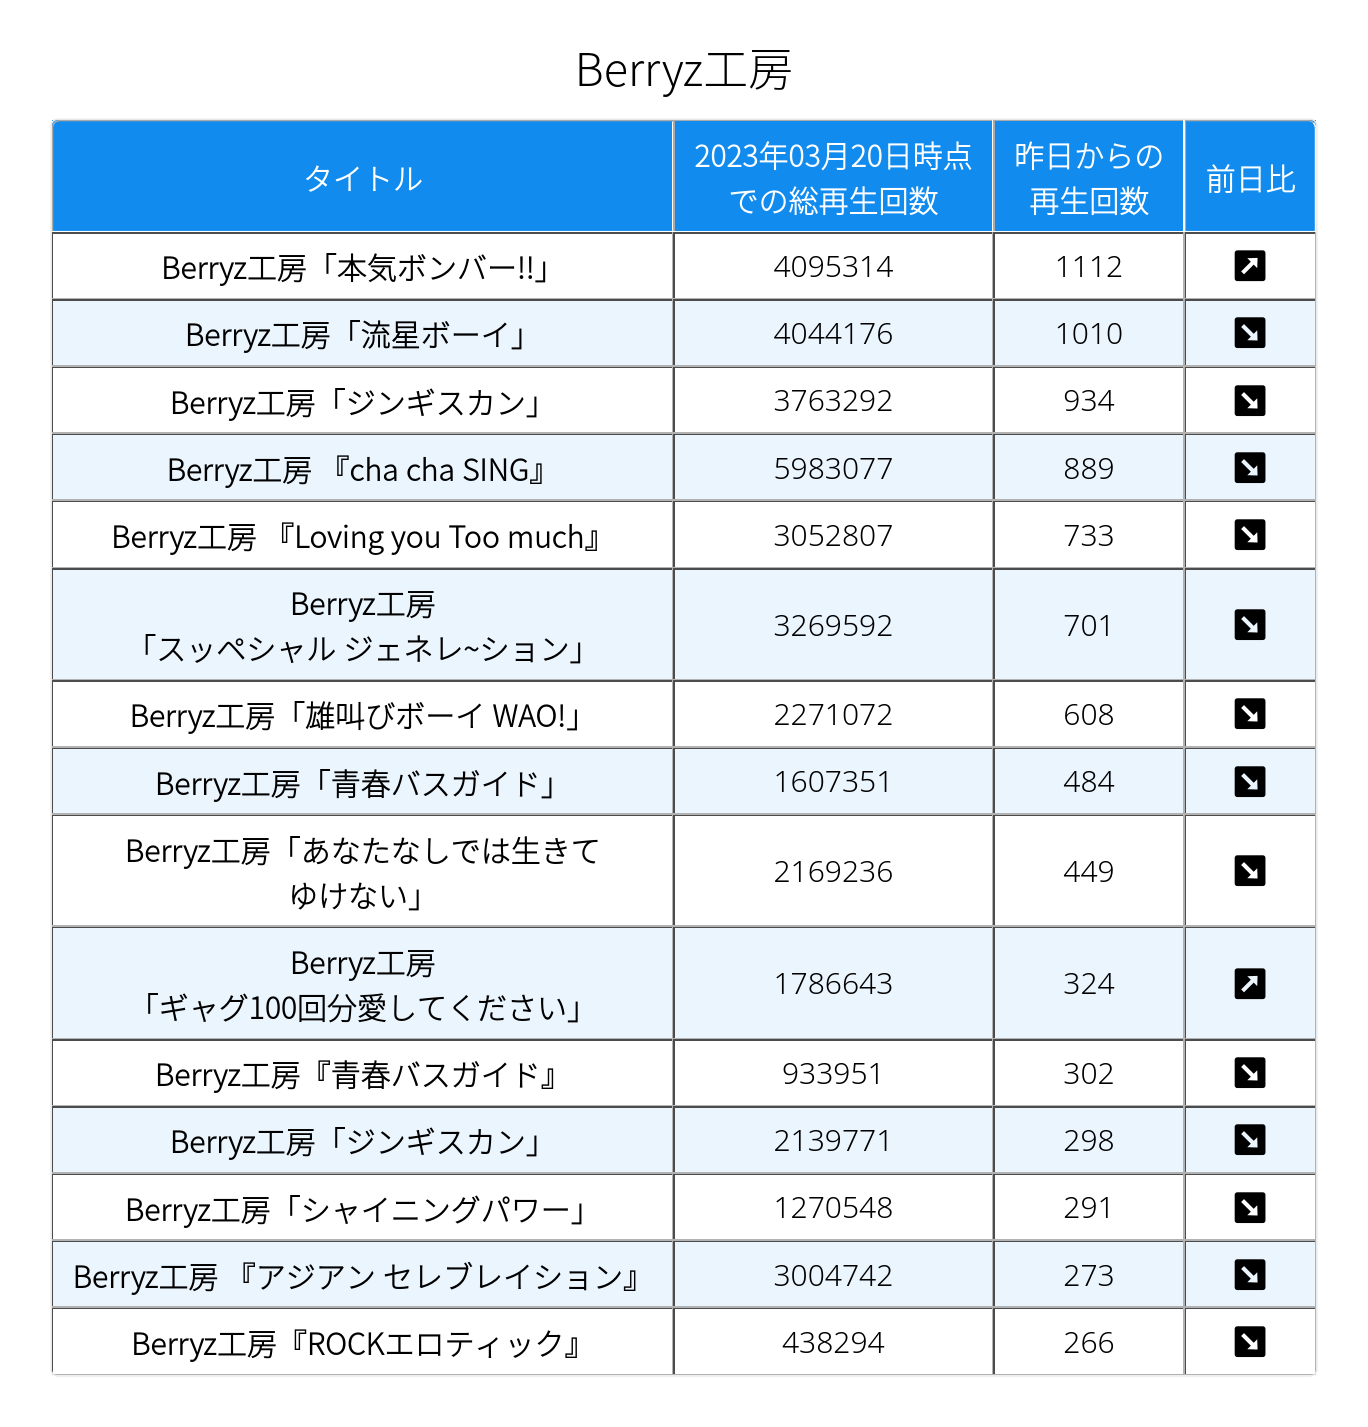 Berryz工房
タイトル
2023年03月20日時点
での総再生回数
昨日からの
再生回数
前日比
Berryz工房「本気ボンバー!!」 4095314 1112 ↗
Berryz工房「流星ボーイ」 4044176 1010 ↘
Berryz工房「ジンギスカン」 3763292 934 ↘
Berryz工房 『cha cha SING』 5983077 889 ↘
Berryz工房 『Loving you Too much』 3052807 733 ↘
Berryz工房
「スッペシャル ジェネレ~ション」 3269592 701 ↘
Berryz工房「雄叫びボーイ WAO!」 2271072 608 ↘
Berryz工房「青春バスガイド」 1607351 484 ↘
Berryz工房「あなたなしでは生きて
ゆけない」 2169236 449 ↘
Berryz工房
「ギャグ100回分愛してください」 1786643 324 ↗
Berryz工房『青春バスガイド』 933951 302 ↘
Berryz工房「ジンギスカン」 2139771 298 ↘
Berryz工房「シャイニングパワー」 1270548 291 ↘
Berryz工房 『アジアン セレブレイション』 3004742 273 ↘
Berryz工房『ROCKエロティック』 438294 266 ↘